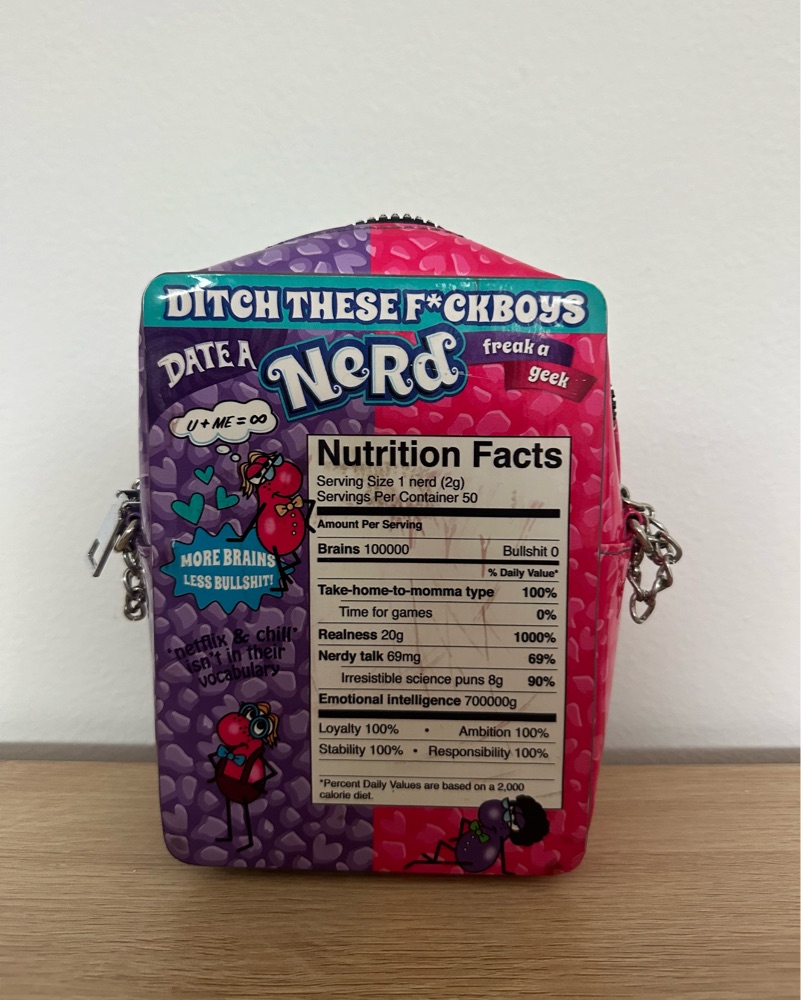 DITCH THESE F*CKBOYS
DATE A NeRd freak a geek
U + ME = ∞
MORE BRAINS
LESS BULLSHIT!
"netflix & chill"
isn't in their
vocabulary
Nutrition Facts
Serving Size 1 nerd (2g)
Servings Per Container 50
Amount Per Serving
Brains 100000 Bullshit 0
% Daily Value*
Take-home-to-momma type 100%
Time for games 0%
Realness 20g 1000%
Nerdy talk 69mg 69%
Irresistible science puns 8g 90%
Emotional intelligence 700000g
Loyalty 100% • Ambition 100%
Stability 100% • Responsibility 100%
*Percent Daily Values are based on a 2,000
calorie diet.